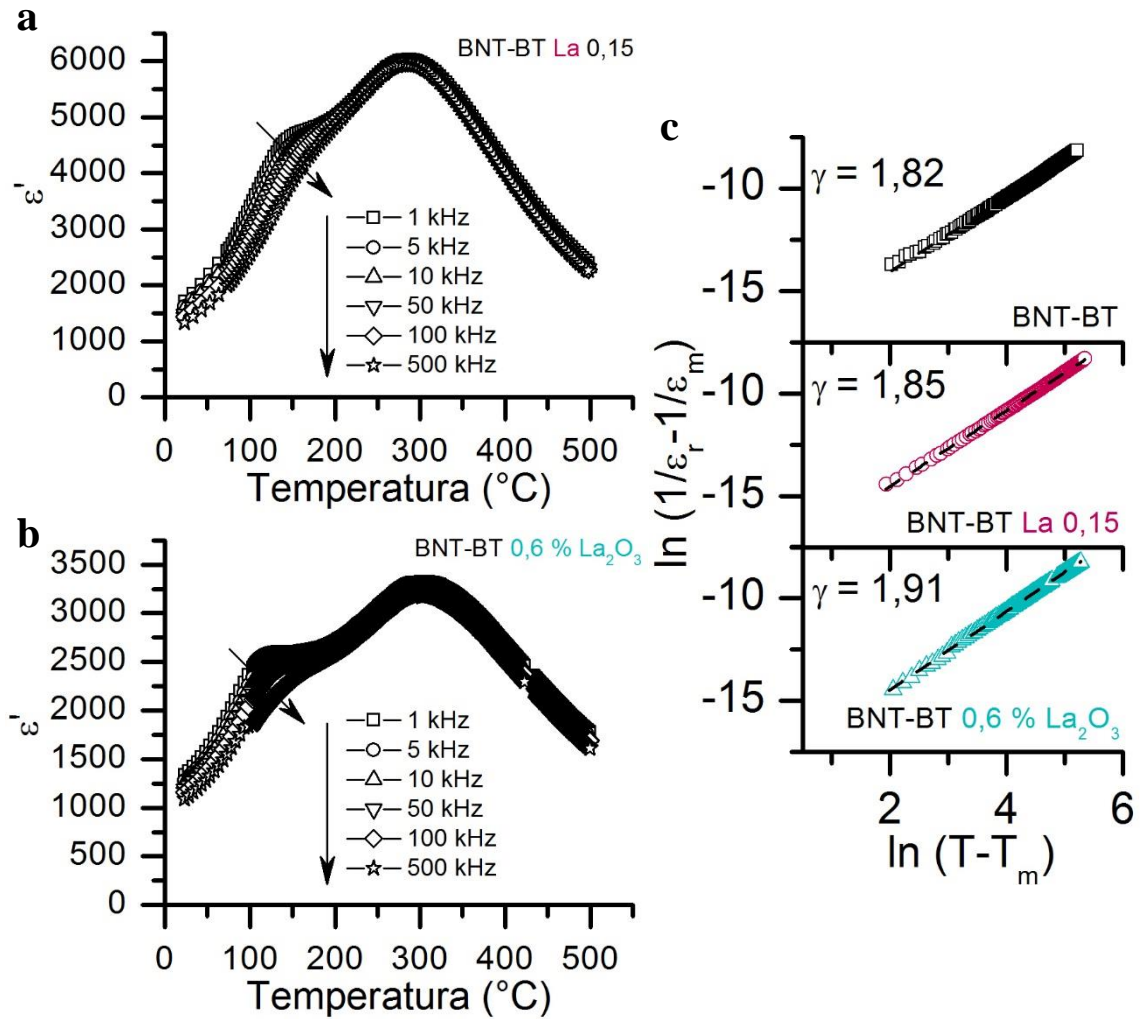 a
BNT-BT La 0,15
6000
5000
4000
3000
2000
1000
0
ε'
1 kHz
5 kHz
10 kHz
50 kHz
100 kHz
500 kHz
0 100 200 300 400 500
Temperatura (°C)
b
BNT-BT 0,6 % La₂O₃
3500
3000
2500
2000
1500
1000
500
0
ε'
1 kHz
5 kHz
10 kHz
50 kHz
100 kHz
500 kHz
0 100 200 300 400 500
Temperatura (°C)
c
ln (1/εᵣ-1/εₘ)
-10
-15
γ = 1,82
BNT-BT
-10
-15
γ = 1,85
BNT-BT La 0,15
-10
-15
γ = 1,91
BNT-BT 0,6 % La₂O₃
2 4 6
ln (T-Tₘ)